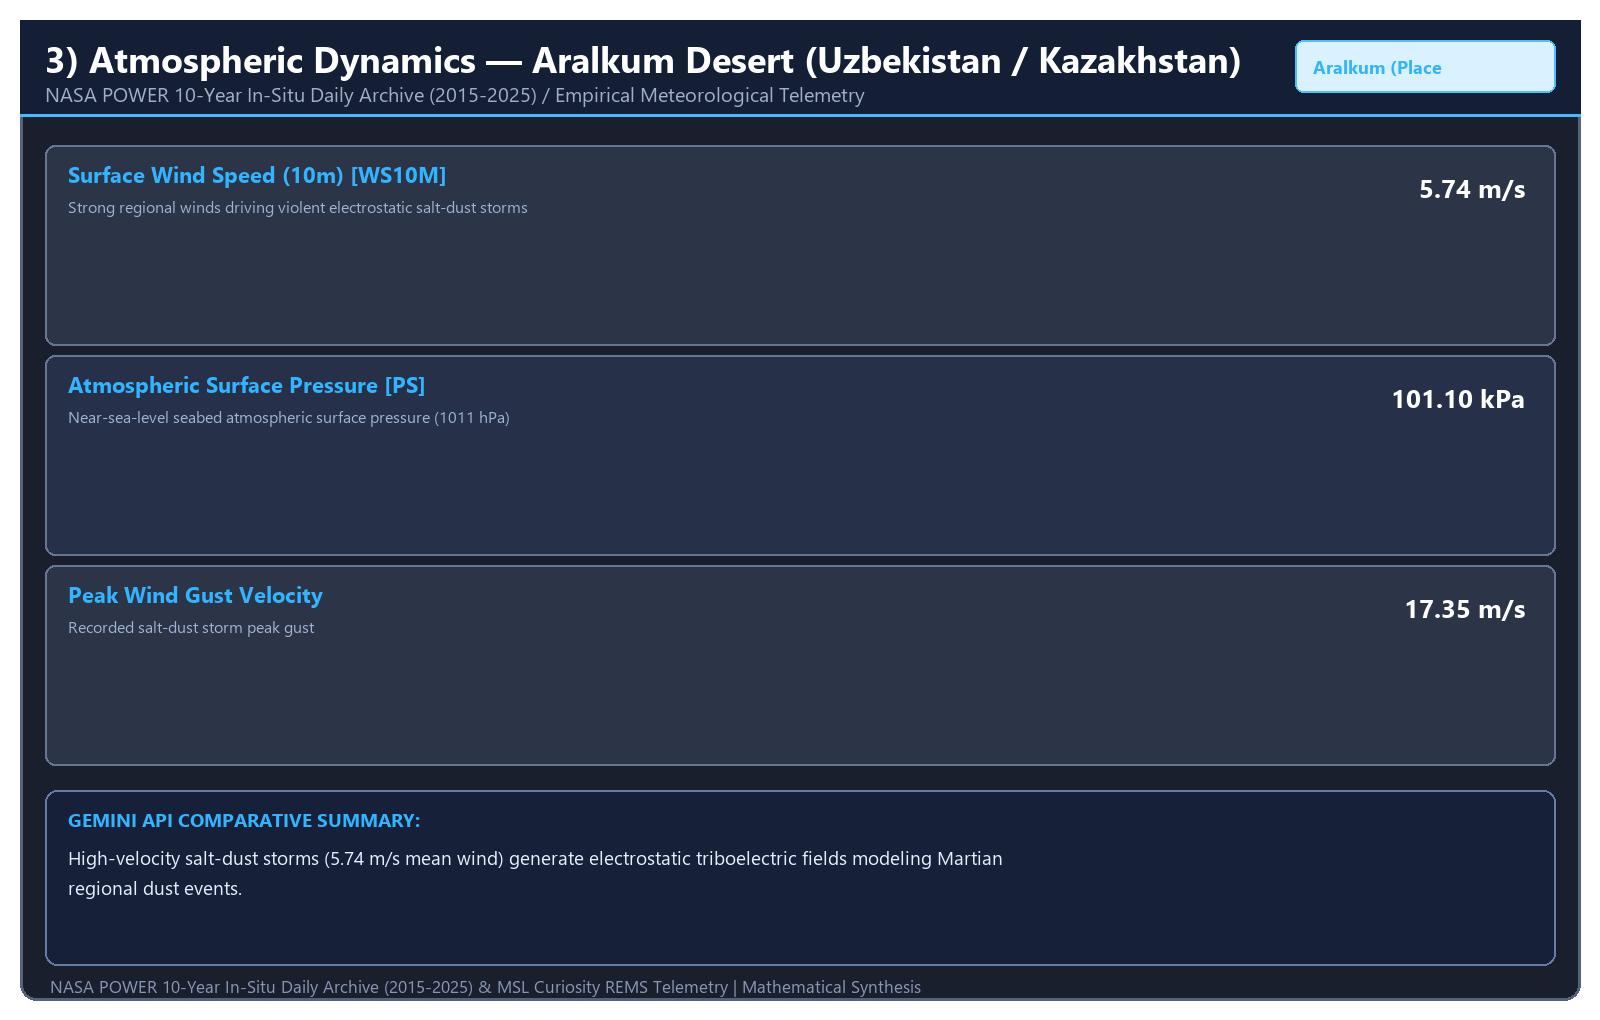 3) Atmospheric Dynamics — Aralkum Desert (Uzbekistan / Kazakhstan)
NASA POWER 10-Year In-Situ Daily Archive (2015-2025) / Empirical Meteorological Telemetry
Aralkum (Place
Surface Wind Speed (10m) [WS10M]
Strong regional winds driving violent electrostatic salt-dust storms
5.74 m/s
Atmospheric Surface Pressure [PS]
Near-sea-level seabed atmospheric surface pressure (1011 hPa)
101.10 kPa
Peak Wind Gust Velocity
Recorded salt-dust storm peak gust
17.35 m/s
GEMINI API COMPARATIVE SUMMARY:
High-velocity salt-dust storms (5.74 m/s mean wind) generate electrostatic triboelectric fields modeling Martian
regional dust events.
NASA POWER 10-Year In-Situ Daily Archive (2015-2025) & MSL Curiosity REMS Telemetry | Mathematical Synthesis